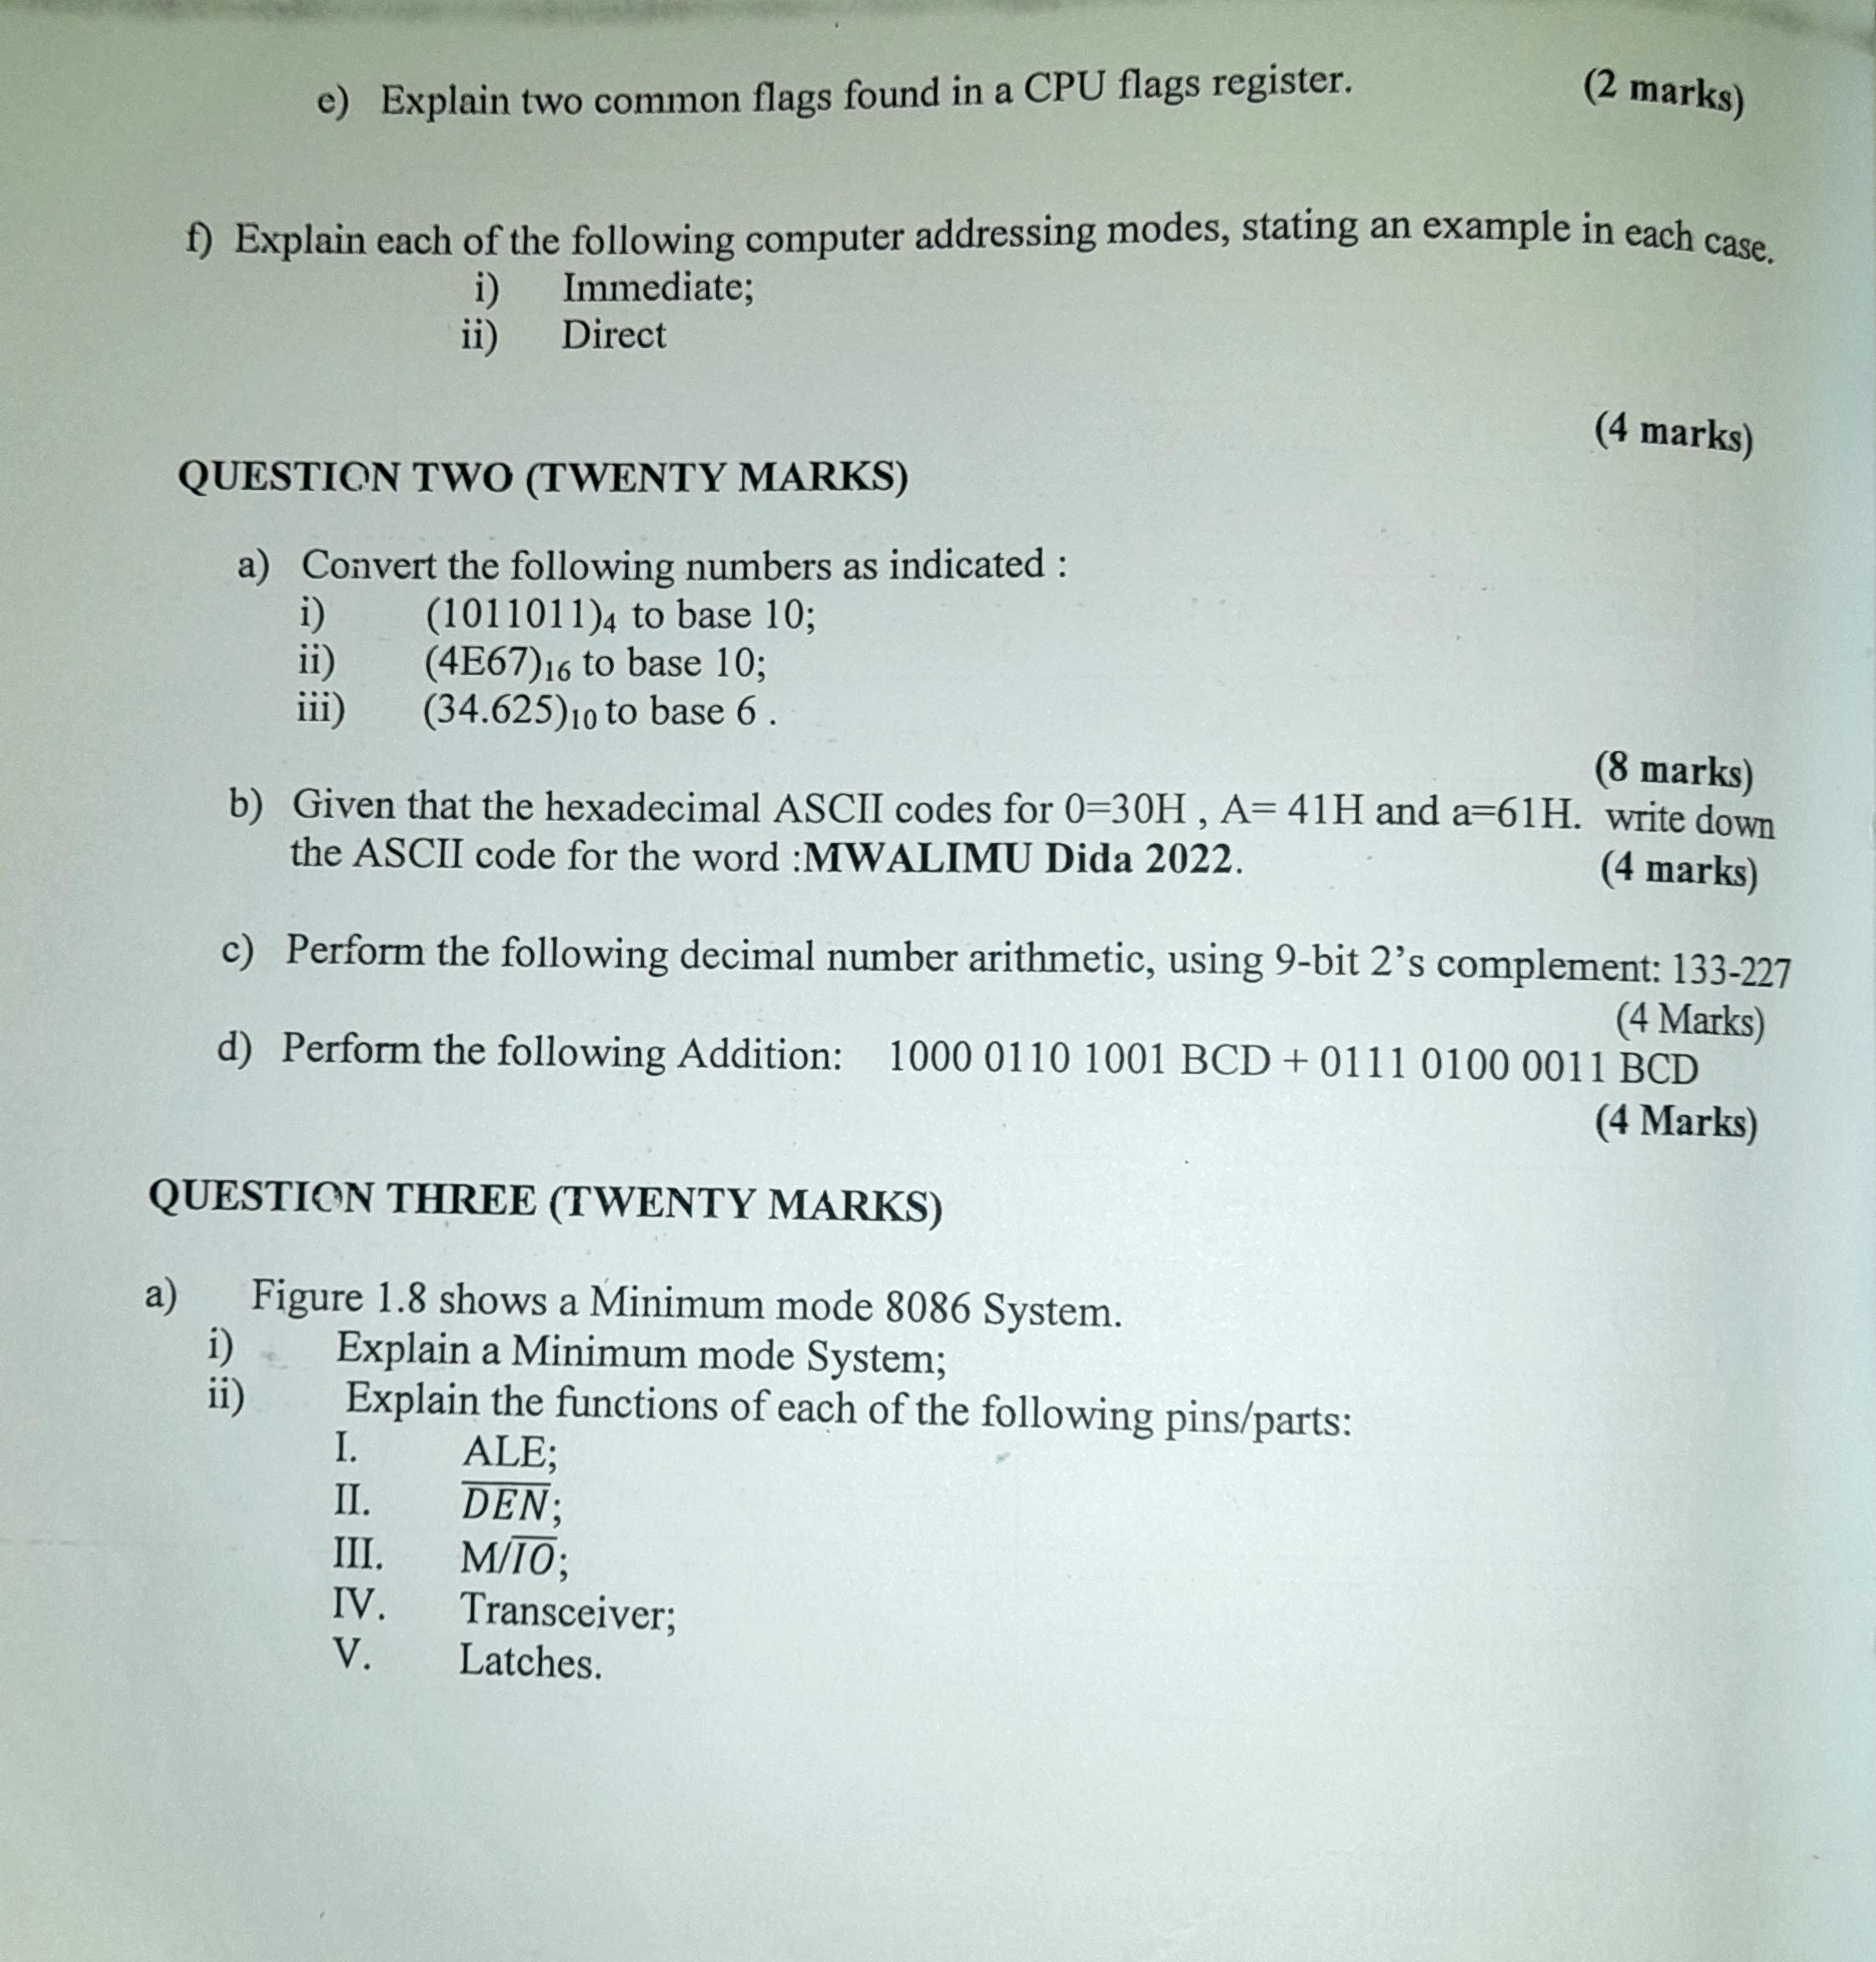 e) Explain two common flags found in a CPU flags register. (2 marks)
f) Explain each of the following computer addressing modes, stating an example in each case.
i) Immediate;
ii) Direct
(4 marks)
QUESTION TWO (TWENTY MARKS)
a) Convert the following numbers as indicated :
i) (1011011)₄ to base 10;
ii) (4E67)₁₆ to base 10;
iii) (34.625)₁₀ to base 6 .
(8 marks)
b) Given that the hexadecimal ASCII codes for 0=30H , A= 41H and a=61H. write down
the ASCII code for the word :MWALIMU Dida 2022. (4 marks)
c) Perform the following decimal number arithmetic, using 9-bit 2’s complement: 133-227
(4 Marks)
d) Perform the following Addition: 1000 0110 1001 BCD + 0111 0100 0011 BCD
(4 Marks)
QUESTION THREE (TWENTY MARKS)
a) Figure 1.8 shows a Minimum mode 8086 System.
i) Explain a Minimum mode System;
ii) Explain the functions of each of the following pins/parts:
I. ALE;
II. D̅E̅N̅;
III. M/I̅O̅;
IV. Transceiver;
V. Latches.